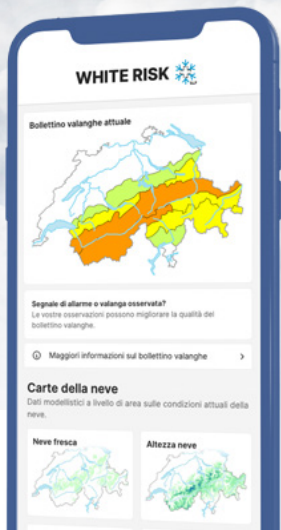 WHITE RISK
Bollettino valanghe attuale
Segnale di allarme o valanga osservata?
Le vostre osservazioni possono migliorare la qualità del
bollettino valanghe.
Maggiori informazioni sul bollettino valanghe
Carte della neve
Dati modellistici a livello di area sulle condizioni attuali della
neve.
Neve fresca
Altezza neve